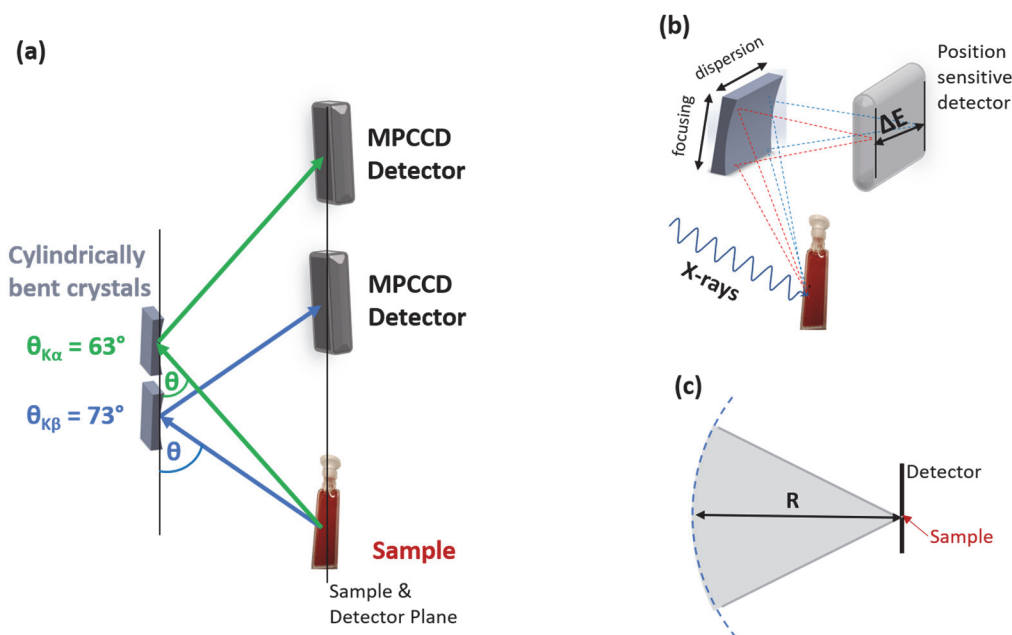 (a)
MPCCD
Detector
MPCCD
Detector
Cylindrically
bent crystals
θKα = 63°
θ
θKβ = 73°
θ
Sample
Sample &
Detector Plane
(b)
dispersion
focusing
Position
sensitive
detector
ΔE
X-rays
(c)
Detector
R
Sample